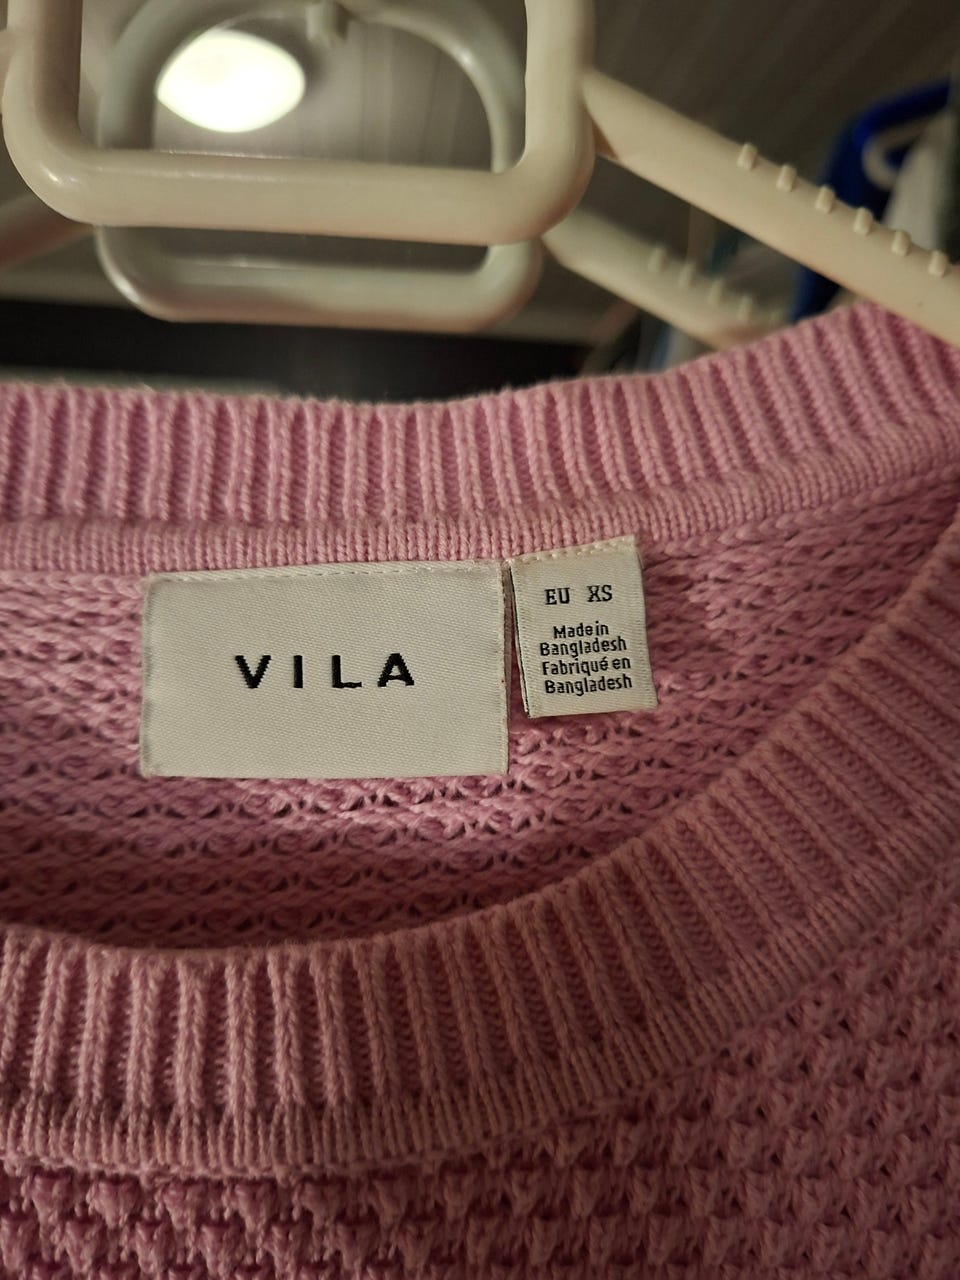 VILA
EU XS
Made in
Bangladesh
Fabriqué en
Bangladesh